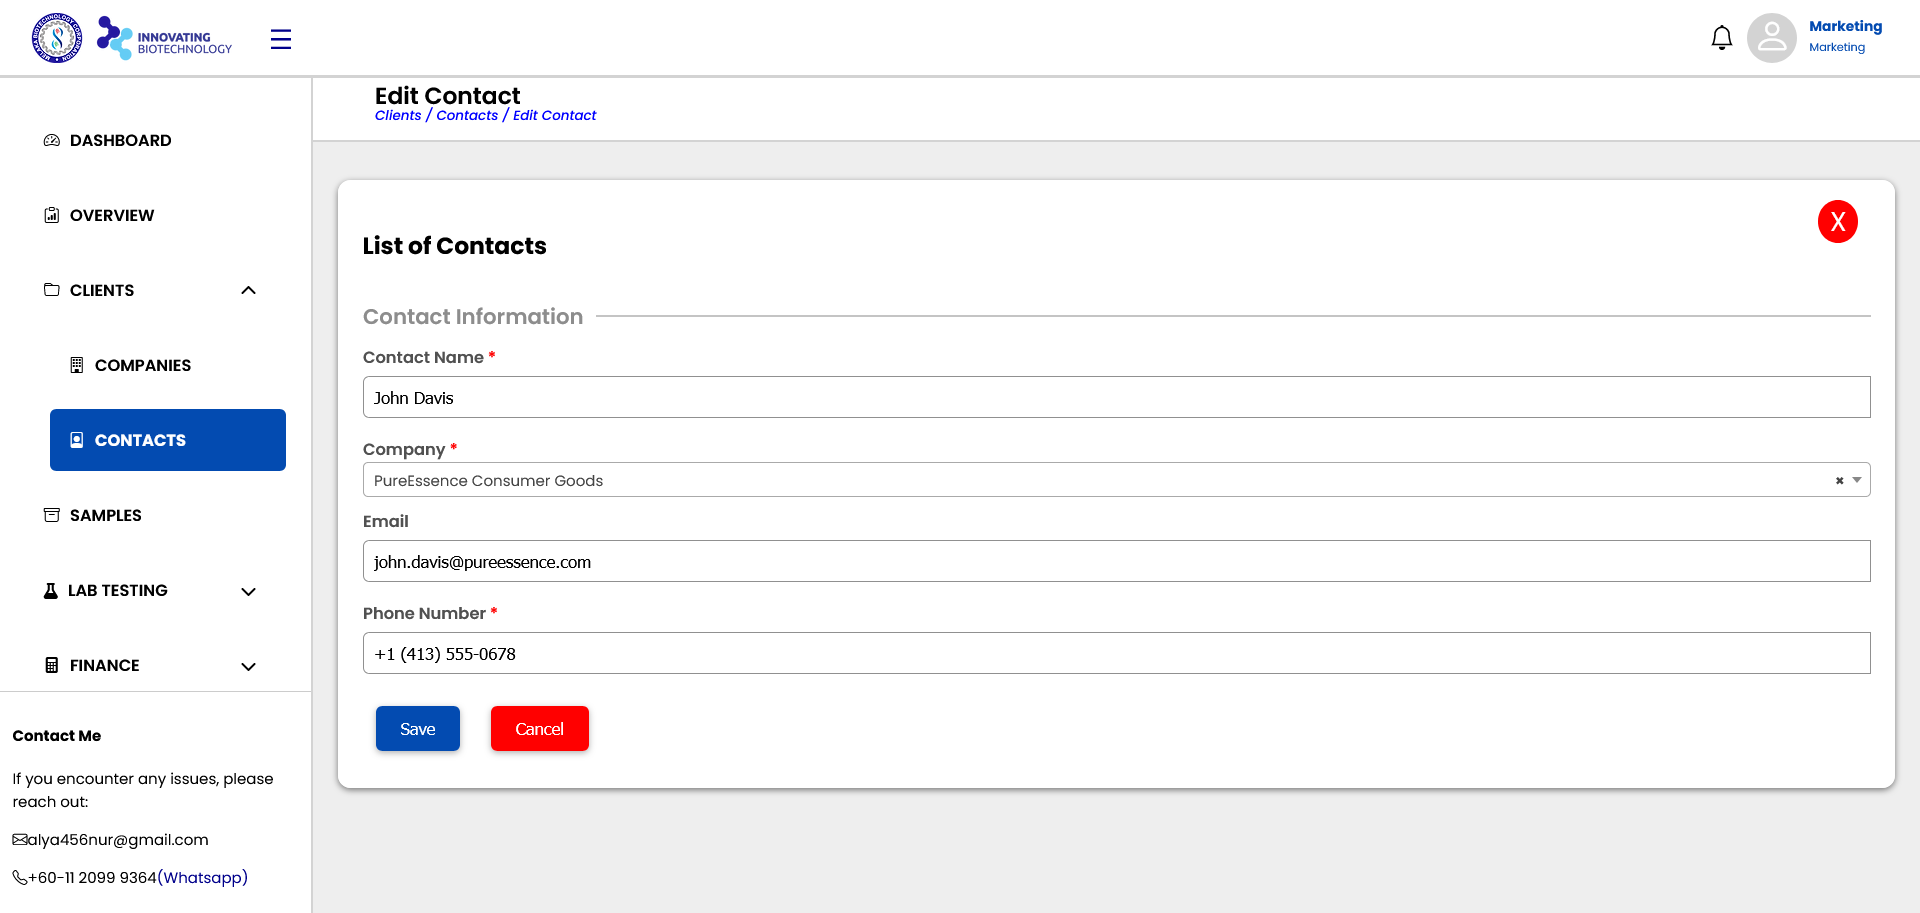 INNOVATING
BIOTECHNOLOGY
Marketing
Marketing
Edit Contact
Clients / Contacts / Edit Contact
DASHBOARD
OVERVIEW
CLIENTS
COMPANIES
CONTACTS
SAMPLES
LAB TESTING
FINANCE
Contact Me
If you encounter any issues, please
reach out:
alya456nur@gmail.com
+60-11 2099 9364(Whatsapp)
X
List of Contacts
Contact Information
Contact Name *
John Davis
Company *
PureEssence Consumer Goods
×
Email
john.davis@pureessence.com
Phone Number *
+1 (413) 555-0678
Save
Cancel